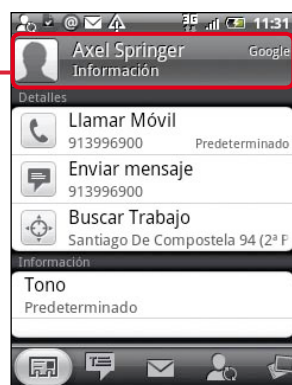 @ 3G 11:31
Axel Springer Google
Información
Detalles
Llamar Móvil
913996900 Predeterminado
Enviar mensaje
913996900
Buscar Trabajo
Santiago De Compostela 94 (2ª P
Información
Tono
Predeterminado